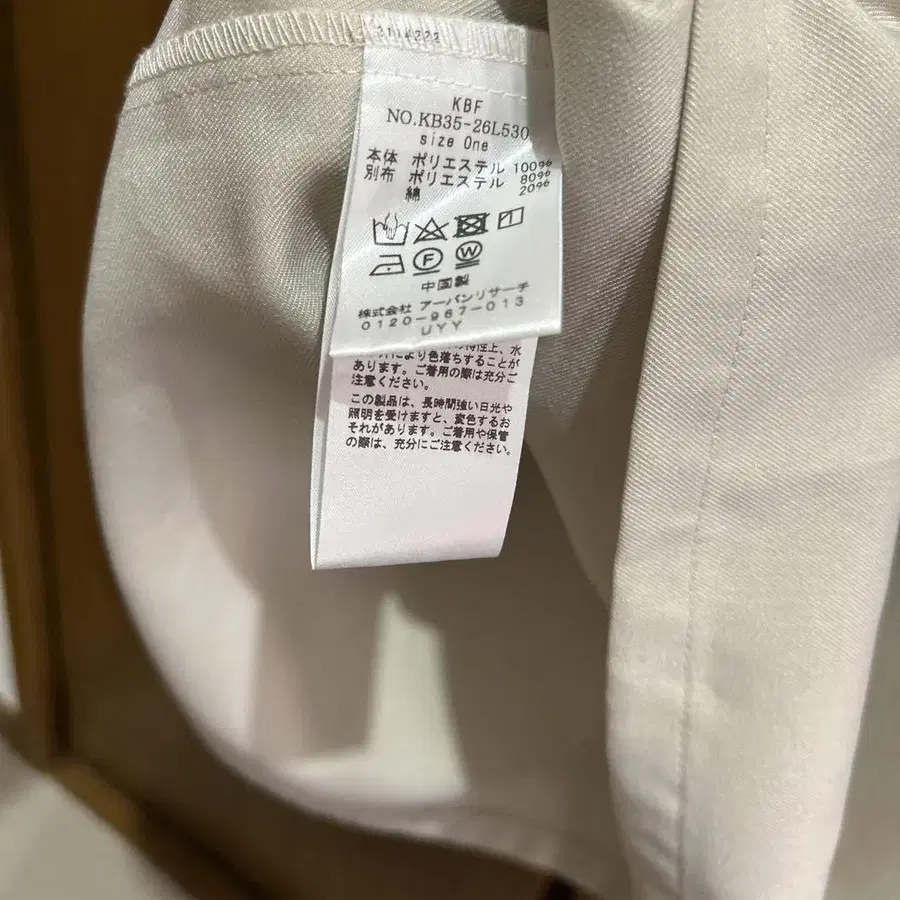 2114222
KBF
NO.KB35-26L530
size One
本体 ポリエステル 100%
別布 ポリエステル 80%
綿 20%
F
W
中国製
株式会社 アーバンリサーチ
0120-967-013
UYY
の特性上、水
により色落ちすることが
あります。ご着用の際は充分ご
注意ください。
この製品は、長時間強い日光や
照明を受けますと、変色するお
それがあります。ご着用や保管
の際は、充分にご注意ください。